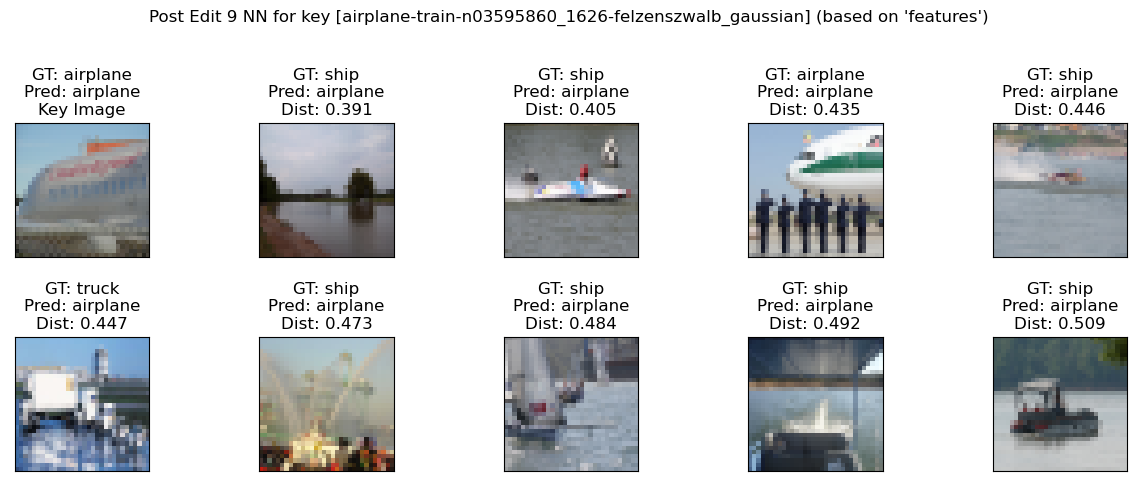 Post Edit 9 NN for key [airplane-train-n03595860_1626-felzenszwalb_gaussian] (based on 'features')
GT: airplane
Pred: airplane
Key Image
GT: ship
Pred: airplane
Dist: 0.391
GT: ship
Pred: airplane
Dist: 0.405
GT: airplane
Pred: airplane
Dist: 0.435
GT: ship
Pred: airplane
Dist: 0.446
GT: truck
Pred: airplane
Dist: 0.447
GT: ship
Pred: airplane
Dist: 0.473
GT: ship
Pred: airplane
Dist: 0.484
GT: ship
Pred: airplane
Dist: 0.492
GT: ship
Pred: airplane
Dist: 0.509